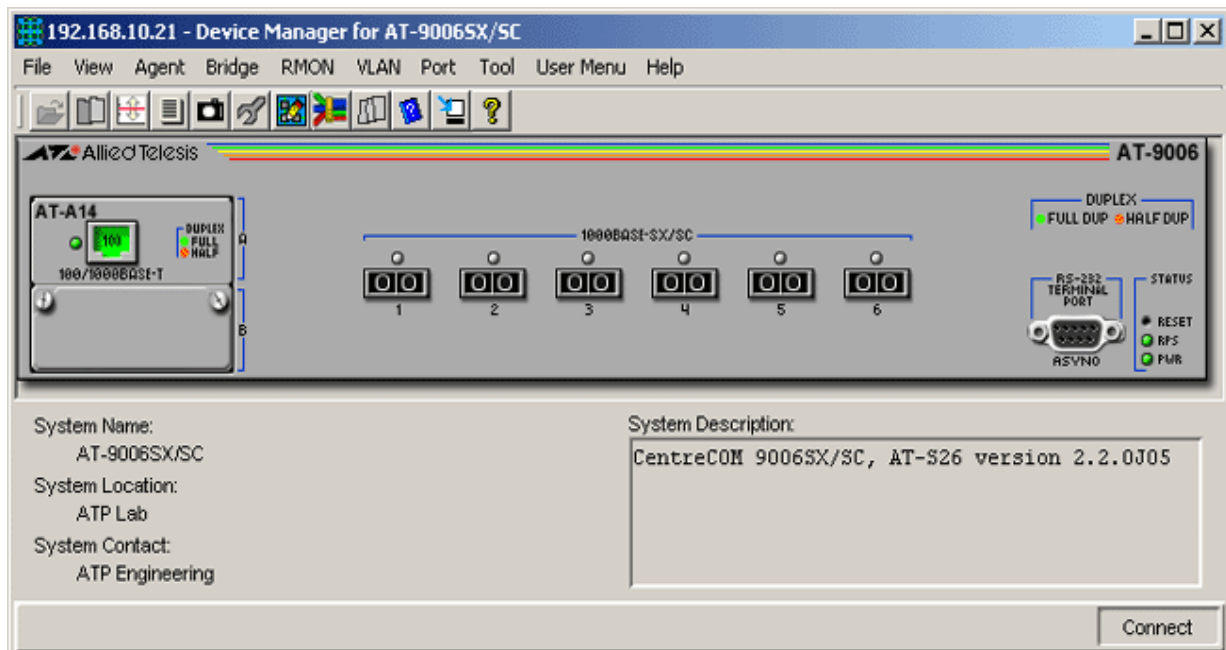 192.168.10.21 - Device Manager for AT-9006SX/SC
File View Agent Bridge RMON VLAN Port Tool User Menu Help
Allied Telesis
AT-9006
AT-A14
100
DUPLEX
FULL
HALF
100/1000BASE-T
A
B
1000BASE-SX/SC
1 2 3 4 5 6
DUPLEX
FULL DUP HALF DUP
RS-232
TERMINAL
PORT
ASYNC
STATUS
RESET
RPS
PWR
System Name:
AT-9006SX/SC
System Location:
ATP Lab
System Contact:
ATP Engineering
System Description:
CentreCOM 9006SX/SC, AT-S26 version 2.2.0J05
Connect